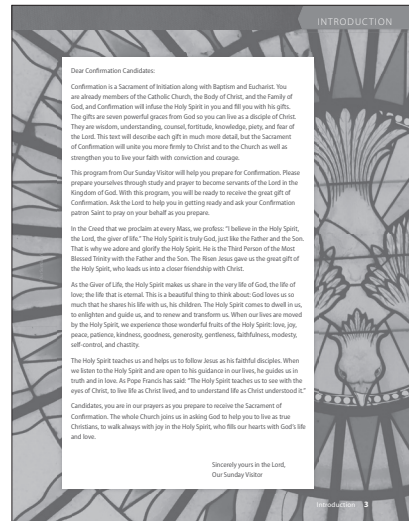 INTRODUCTION
Dear Confirmation Candidates:
Confirmation is a Sacrament of Initiation along with Baptism and Eucharist. You
are already members of the Catholic Church, the Body of Christ, and the Family of
God, and Confirmation will infuse the Holy Spirit in you and fill you with his gifts.
The gifts are seven powerful graces from God so you can live as a disciple of Christ.
They are wisdom, understanding, counsel, fortitude, knowledge, piety, and fear of
the Lord. This text will describe each gift in much more detail, but the Sacrament
of Confirmation will unite you more firmly to Christ and to the Church as well as
strengthen you to live your faith with conviction and courage.
This program from Our Sunday Visitor will help you prepare for Confirmation. Please
prepare yourselves through study and prayer to become servants of the Lord in the
Kingdom of God. With this program, you will be ready to receive the great gift of
Confirmation. Ask the Lord to help you in getting ready and ask your Confirmation
patron Saint to pray on your behalf as you prepare.
In the Creed that we proclaim at every Mass, we profess: “I believe in the Holy Spirit,
the Lord, the giver of life.” The Holy Spirit is truly God, just like the Father and the Son.
That is why we adore and glorify the Holy Spirit. He is the Third Person of the Most
Blessed Trinity with the Father and the Son. The Risen Jesus gave us the great gift of
the Holy Spirit, who leads us into a closer friendship with Christ.
As the Giver of Life, the Holy Spirit makes us share in the very life of God, the life of
love; the life that is eternal. This is a beautiful thing to think about: God loves us so
much that he shares his life with us, his children. The Holy Spirit comes to dwell in us,
to enlighten and guide us, and to renew and transform us. When our lives are moved
by the Holy Spirit, we experience those wonderful fruits of the Holy Spirit: love, joy,
peace, patience, kindness, goodness, generosity, gentleness, faithfulness, modesty,
self-control, and chastity.
The Holy Spirit teaches us and helps us to follow Jesus as his faithful disciples. When
we listen to the Holy Spirit and are open to his guidance in our lives, he guides us in
truth and in love. As Pope Francis has said: “The Holy Spirit teaches us to see with the
eyes of Christ, to live life as Christ lived, and to understand life as Christ understood it.”
Candidates, you are in our prayers as you prepare to receive the Sacrament of
Confirmation. The whole Church joins us in asking God to help you to live as true
Christians, to walk always with joy in the Holy Spirit, who fills our hearts with God’s life
and love.
Sincerely yours in the Lord,
Our Sunday Visitor
Introduction 3